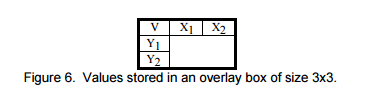 V X1 X2
Y1
Y2
Figure 6. Values stored in an overlay box of size 3x3.